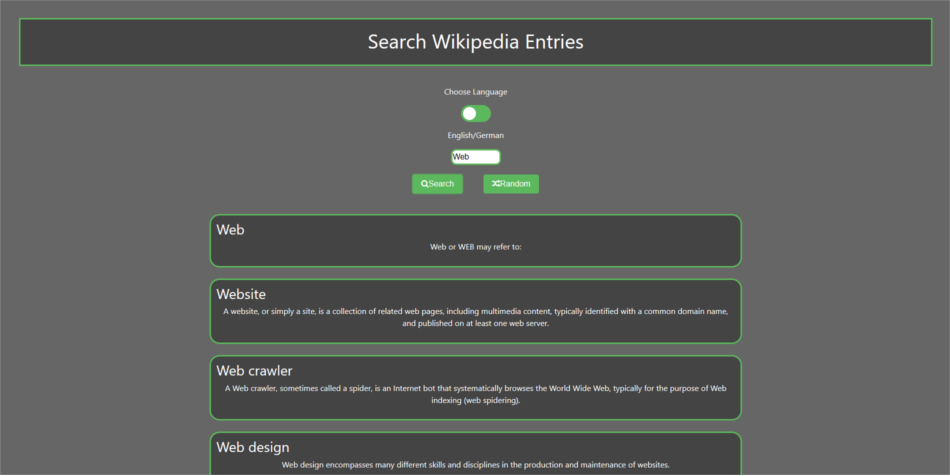 Search Wikipedia Entries
Choose Language
English/German
Web
Search Random
Web
Web or WEB may refer to:
Website
A website, or simply a site, is a collection of related web pages, including multimedia content, typically identified with a common domain name,
and published on at least one web server.
Web crawler
A Web crawler, sometimes called a spider, is an Internet bot that systematically browses the World Wide Web, typically for the purpose of Web
indexing (web spidering).
Web design
Web design encompasses many different skills and disciplines in the production and maintenance of websites.